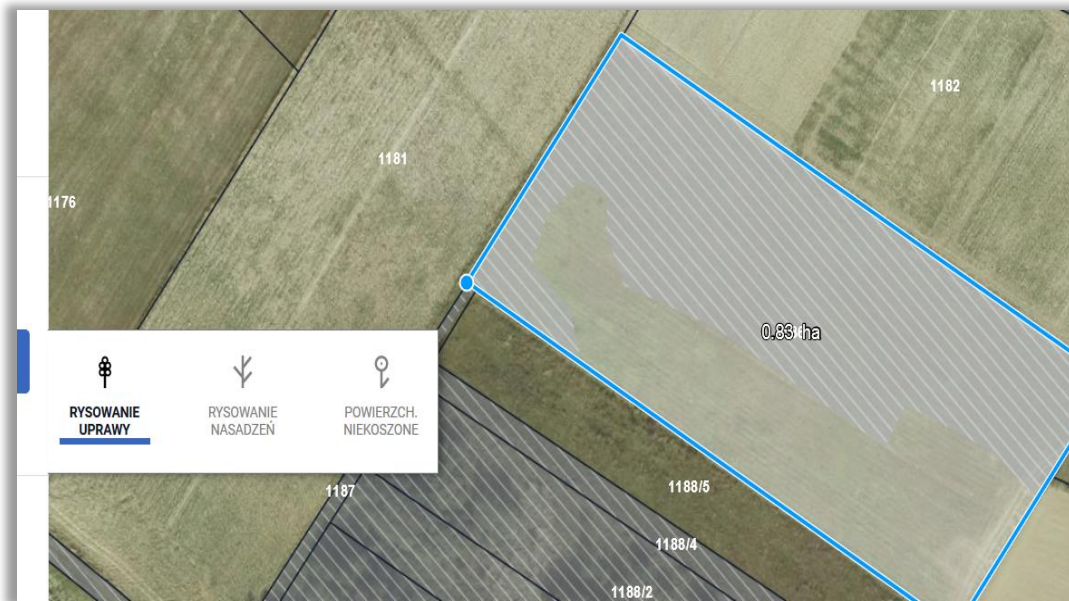 1182
1181
1176
0.83 ha
RYSOWANIE
UPRAWY
RYSOWANIE
NASADZEŃ
POWIERZCH.
NIEKOSZONE
1187
1188/5
1188/4
1188/2